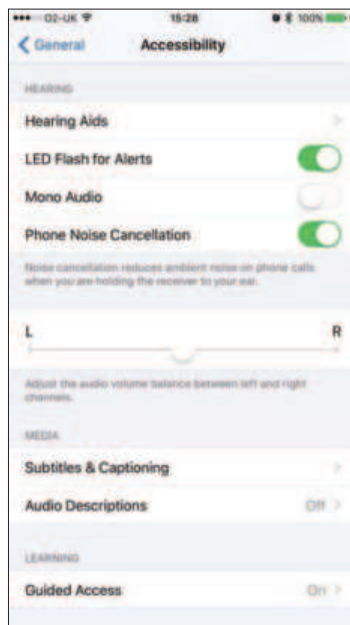 O2-UK 15:28 100%
General Accessibility
HEARING
Hearing Aids
LED Flash for Alerts
Mono Audio
Phone Noise Cancellation
Noise cancellation reduces ambient noise on phone calls
when you are holding the receiver to your ear.
L R
Adjust the audio volume balance between left and right
channels.
MEDIA
Subtitles & Captioning
Audio Descriptions Off
LEARNING
Guided Access On